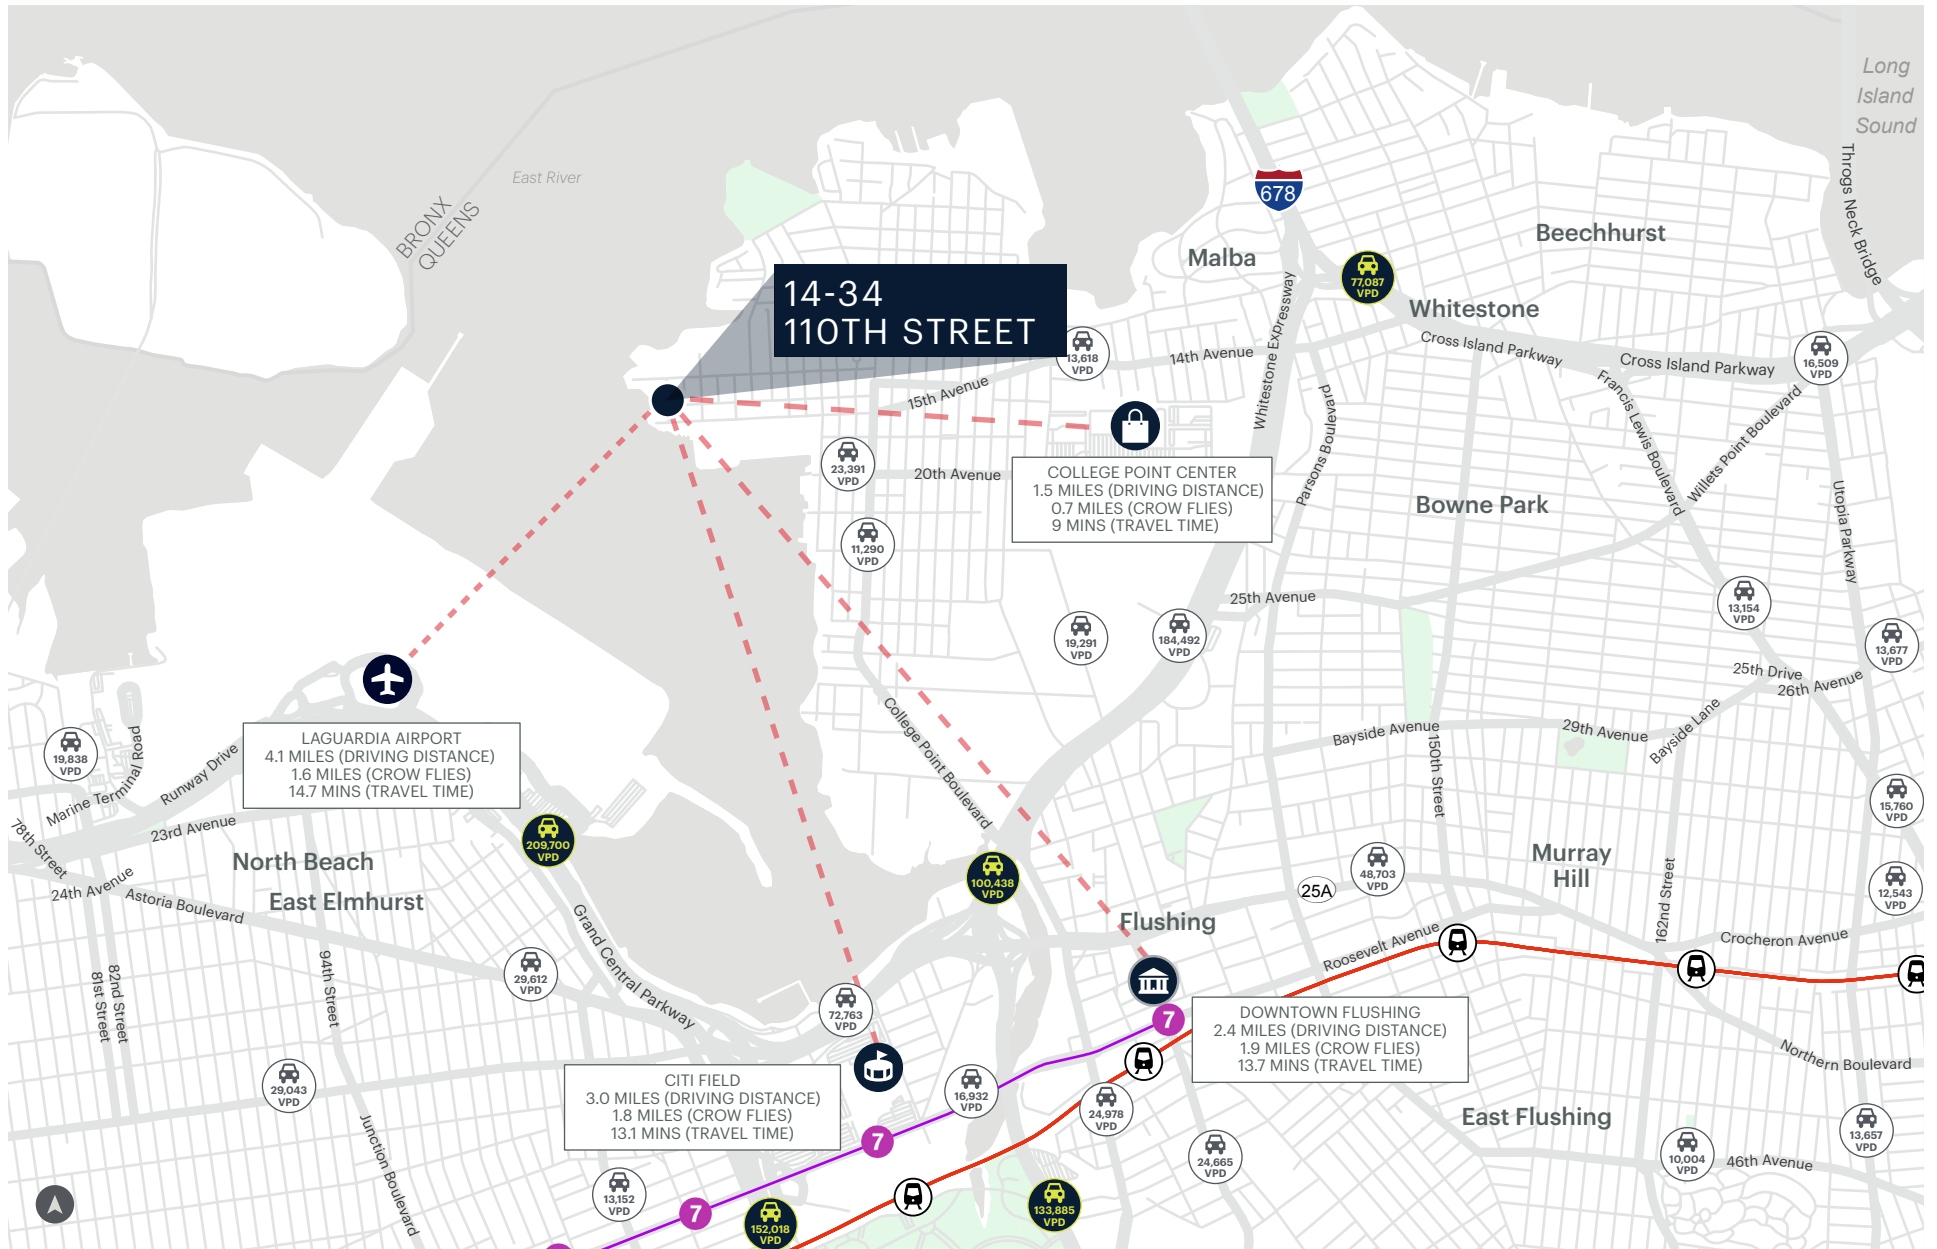 Long
Island
Sound
East River
BRONX
QUEENS
Throgs Neck Bridge
678
Beechhurst
Malba
77,087
VPD
Whitestone
14-34
110TH STREET
13,618
VPD
14th Avenue
Whitestone Expressway
Cross Island Parkway
Cross Island Parkway
16,509
VPD
15th Avenue
Parsons Boulevard
Francis Lewis Boulevard
Willets Point Boulevard
23,391
VPD
20th Avenue
COLLEGE POINT CENTER
1.5 MILES (DRIVING DISTANCE)
0.7 MILES (CROW FLIES)
9 MINS (TRAVEL TIME)
Bowne Park
Utopia Parkway
11,290
VPD
25th Avenue
13,154
VPD
19,291
VPD
184,492
VPD
13,677
VPD
25th Drive
26th Avenue
College Point Boulevard
Bayside Avenue
29th Avenue
Bayside Lane
150th Street
19,838
VPD
Marine Terminal Road
Runway Drive
LAGUARDIA AIRPORT
4.1 MILES (DRIVING DISTANCE)
1.6 MILES (CROW FLIES)
14.7 MINS (TRAVEL TIME)
15,760
VPD
78th Street
23rd Avenue
209,700
VPD
North Beach
24th Avenue
East Elmhurst
Astoria Boulevard
100,438
VPD
Murray
Hill
48,703
VPD
25A
12,543
VPD
162nd Street
Flushing
Roosevelt Avenue
Crocheron Avenue
Grand Central Parkway
29,612
VPD
81st Street
82nd Street
94th Street
72,763
VPD
7
DOWNTOWN FLUSHING
2.4 MILES (DRIVING DISTANCE)
1.9 MILES (CROW FLIES)
13.7 MINS (TRAVEL TIME)
Northern Boulevard
CITI FIELD
3.0 MILES (DRIVING DISTANCE)
1.8 MILES (CROW FLIES)
13.1 MINS (TRAVEL TIME)
29,043
VPD
16,932
VPD
24,978
VPD
East Flushing
Junction Boulevard
7
24,665
VPD
10,004
VPD
13,657
VPD
46th Avenue
13,152
VPD
7
152,018
VPD
133,885
VPD